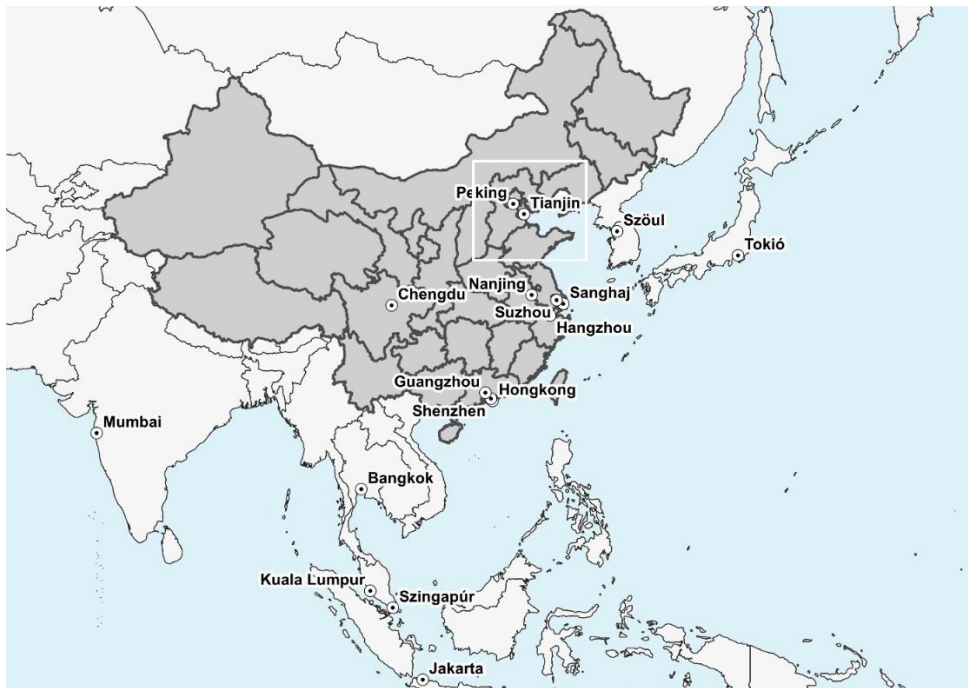 Peking
Tianjin
Szöul
Tokió
Nanjing
Sanghaj
Chengdu
Suzhou
Hangzhou
Guangzhou
Hongkong
Shenzhen
Mumbai
Bangkok
Kuala Lumpur
Szingapúr
Jakarta